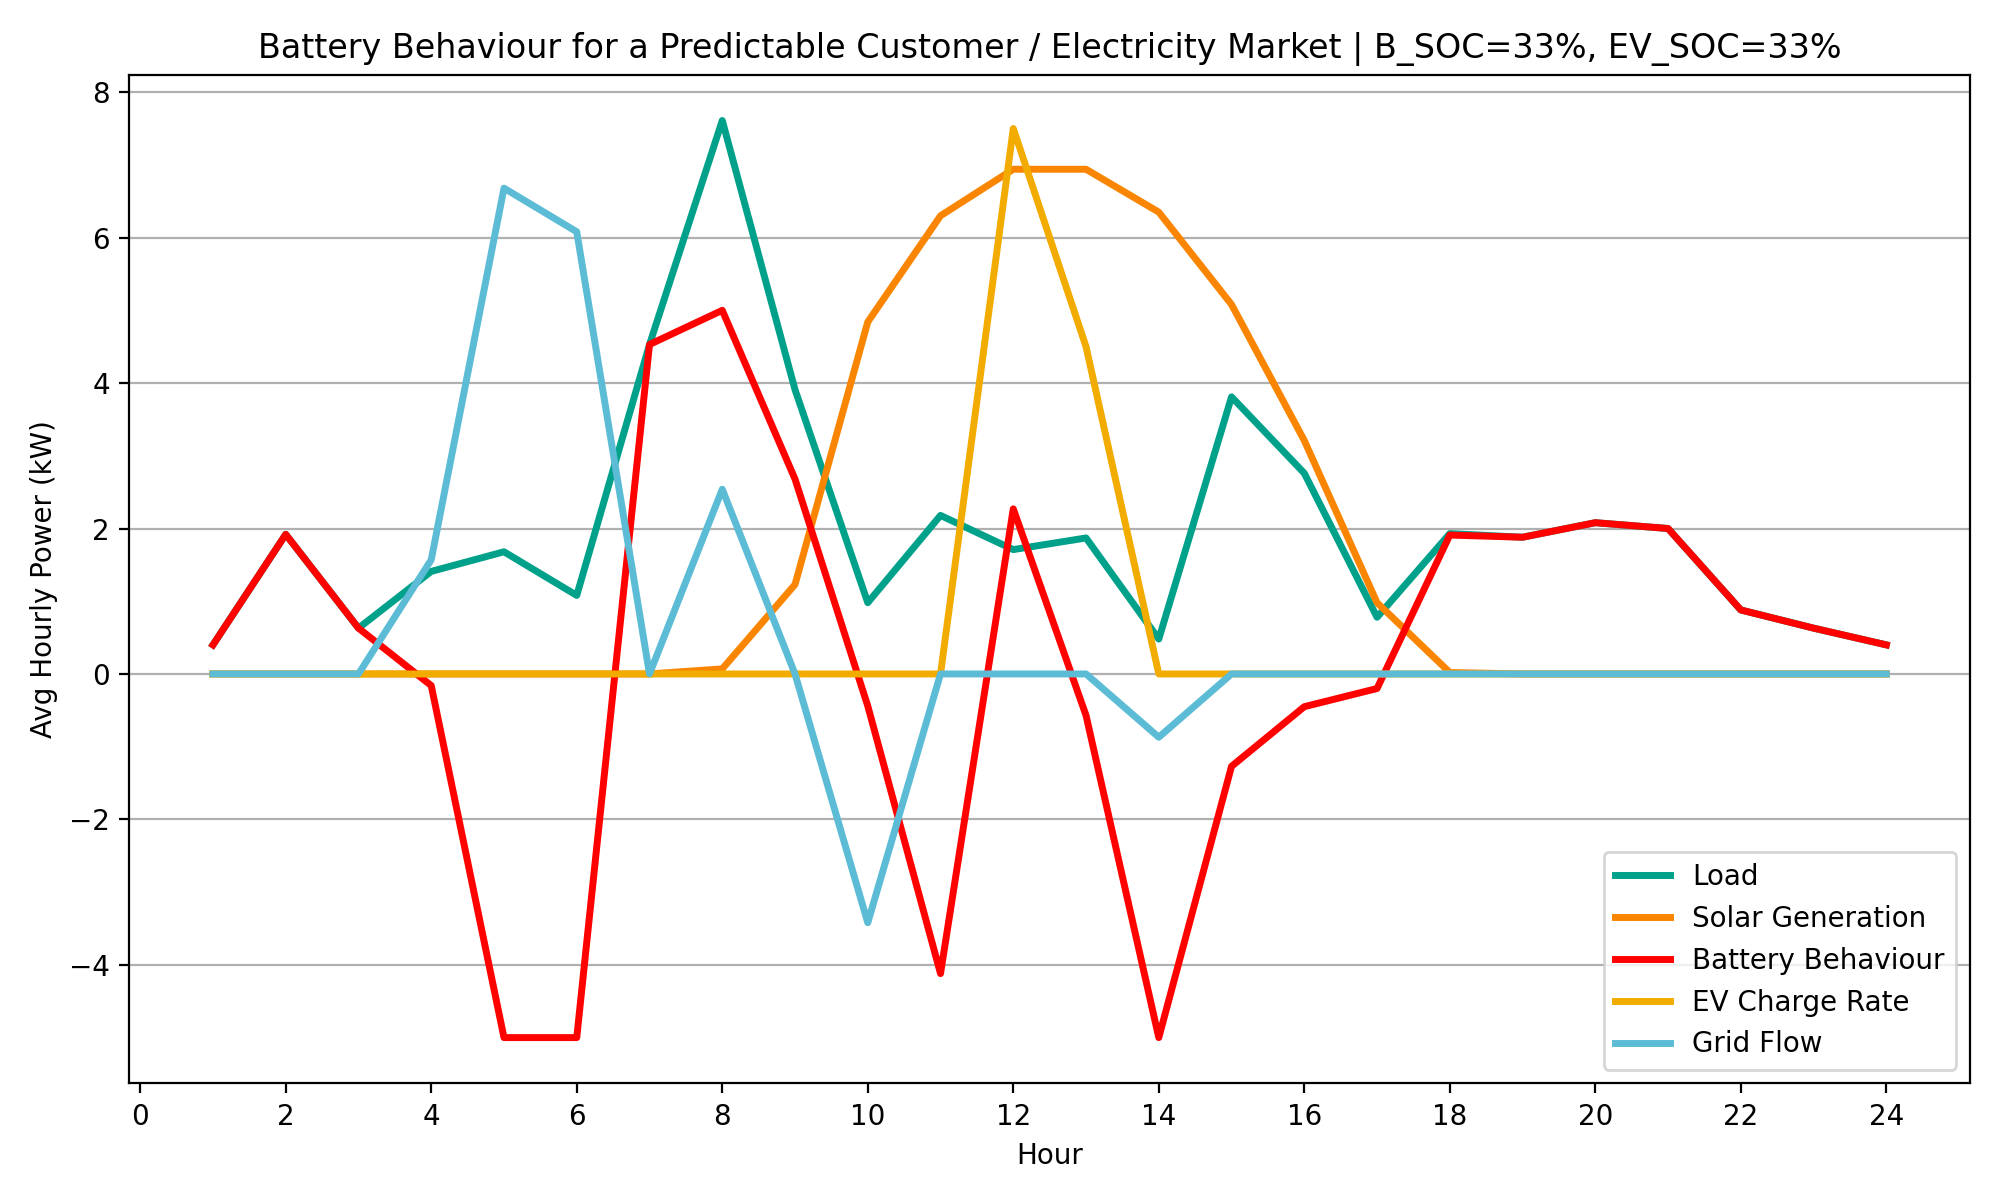 Battery Behaviour for a Predictable Customer / Electricity Market | B_SOC=33%, EV_SOC=33%
8
6
4
2
0
−2
−4
Avg Hourly Power (kW)
Load
Solar Generation
Battery Behaviour
EV Charge Rate
Grid Flow
0 2 4 6 8 10 12 14 16 18 20 22 24
Hour